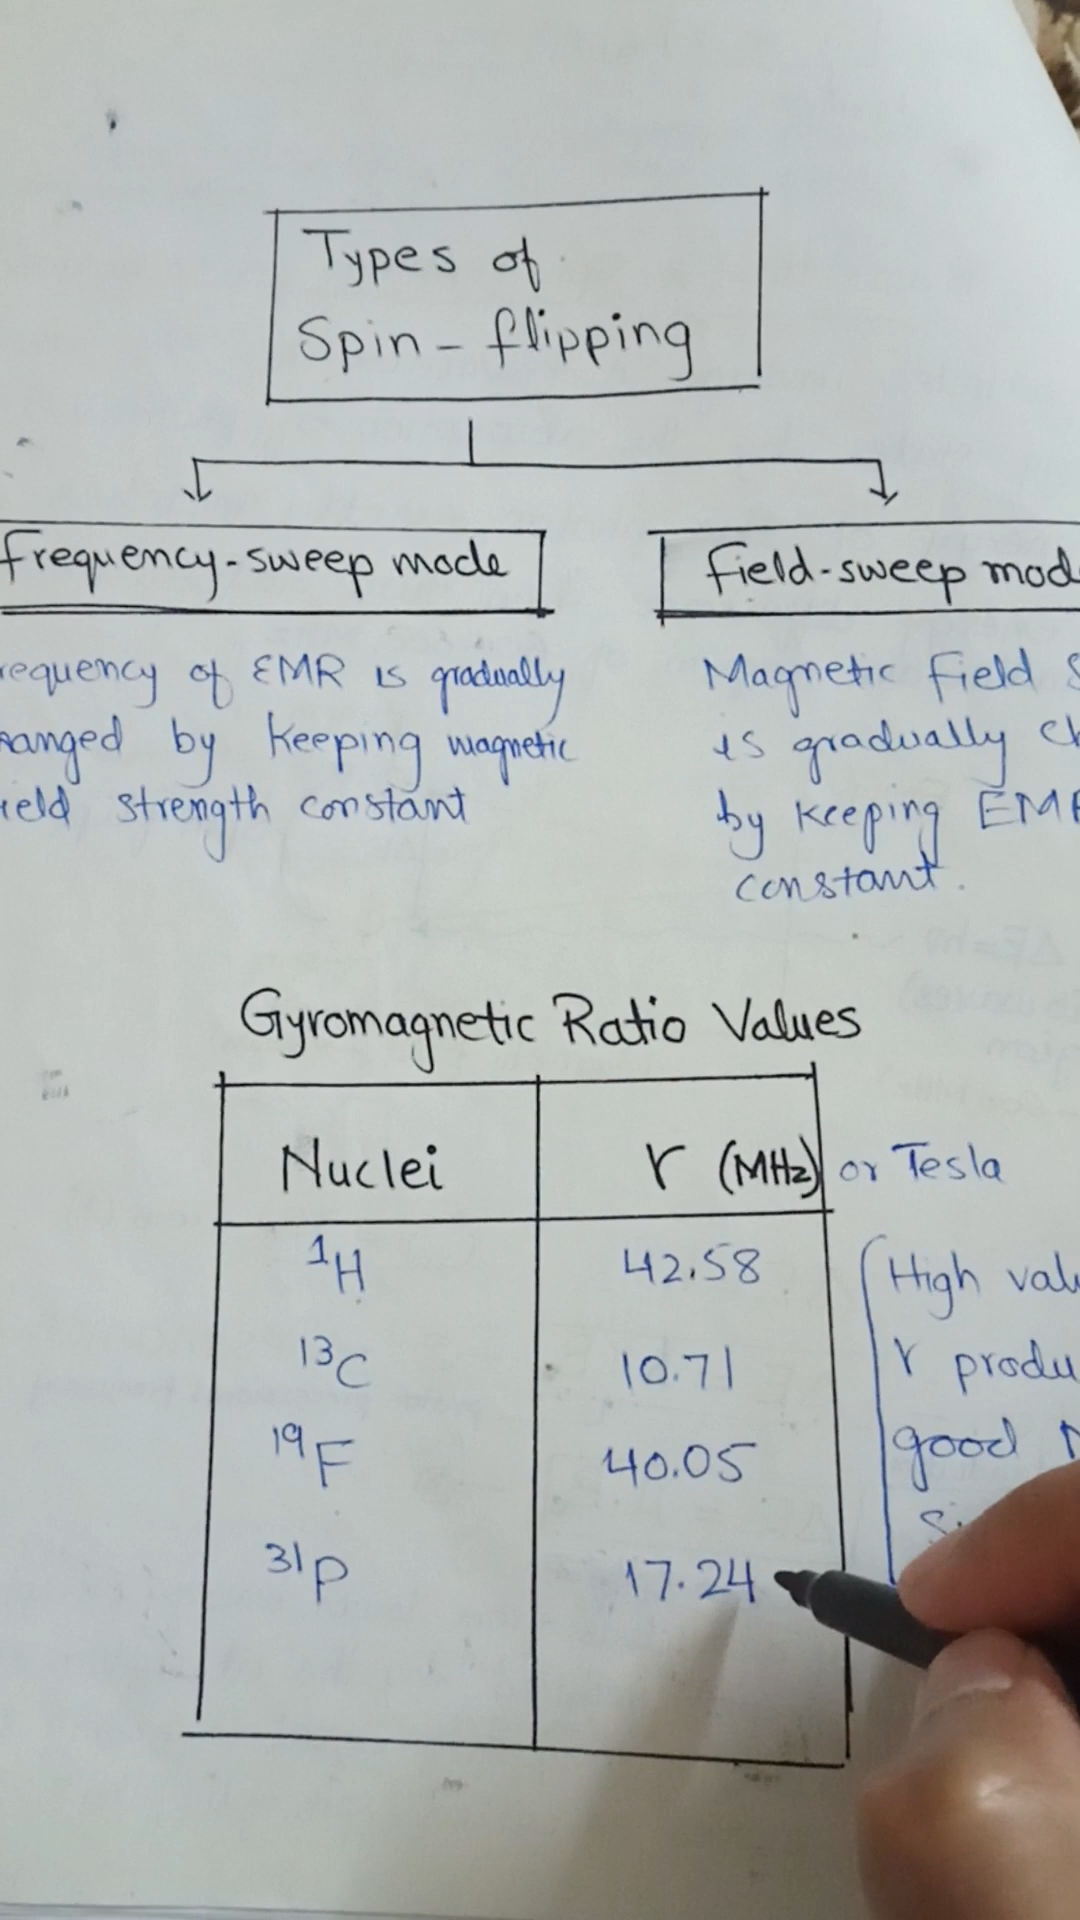 Types of
Spin - flipping
frequency-sweep mode
requency of EMR is gradually
anged by keeping magnetic
ield strength constant
Field-sweep mod
Magnetic field S
is gradually ch
by keeping EMR
constant.
Gyromagnetic Ratio Values
Nuclei r (MHz) or Tesla
¹H 42.58
¹³C 10.71
¹⁹F 40.05
³¹P 17.24
High val
r produ
good N